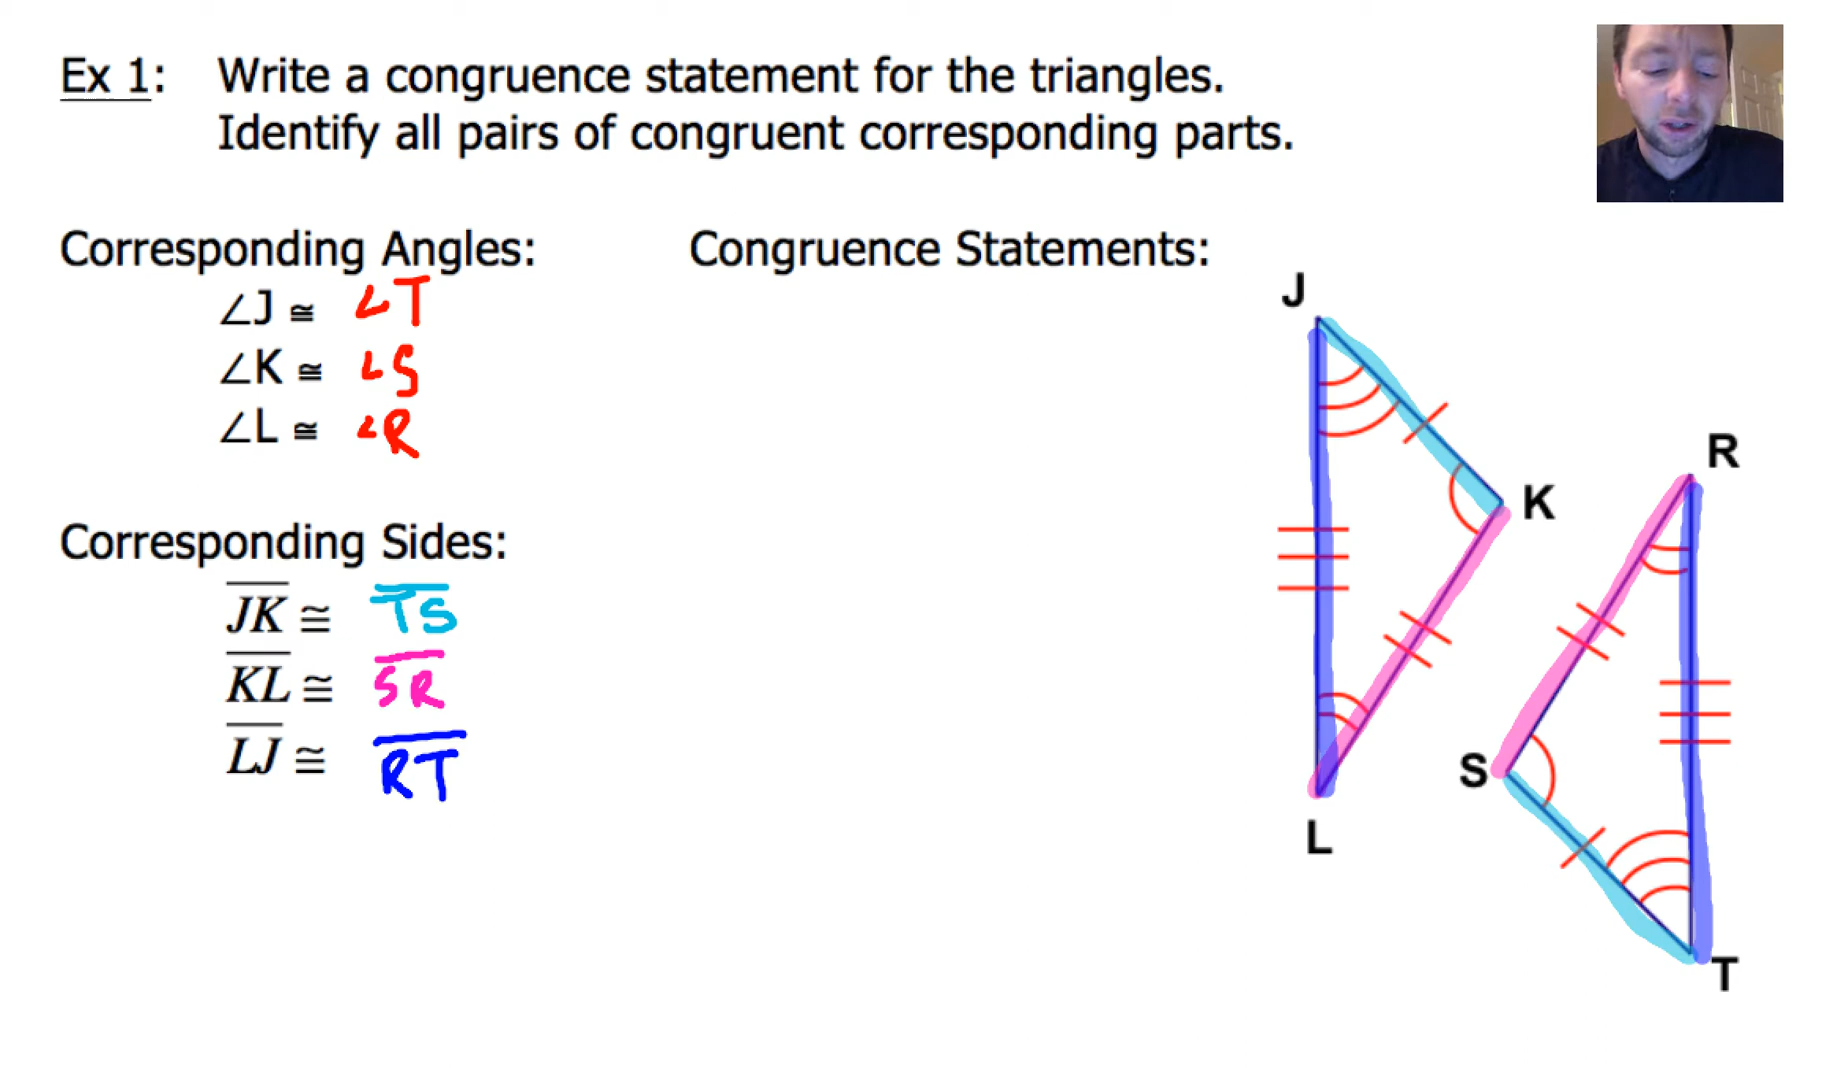 Ex 1: Write a congruence statement for the triangles.
Identify all pairs of congruent corresponding parts.
Corresponding Angles:
∠J ≅ ∠T
∠K ≅ ∠S
∠L ≅ ∠R
Corresponding Sides:
JK ≅ TS
KL ≅ SR
LJ ≅ RT
Congruence Statements:
J
K
L
R
S
T